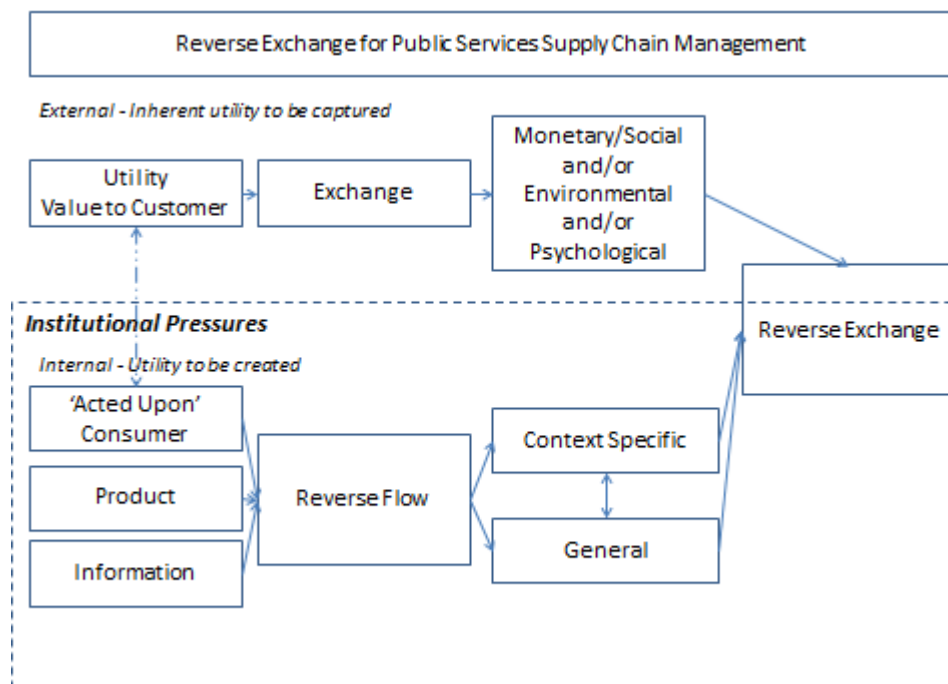 Reverse Exchange for Public Services Supply Chain Management
External - Inherent utility to be captured
Utility
Value to Customer
Exchange
Monetary/Social
and/or
Environmental
and/or
Psychological
Reverse Exchange
Institutional Pressures
Internal - Utility to be created
‘Acted Upon’
Consumer
Product
Information
Reverse Flow
Context Specific
General